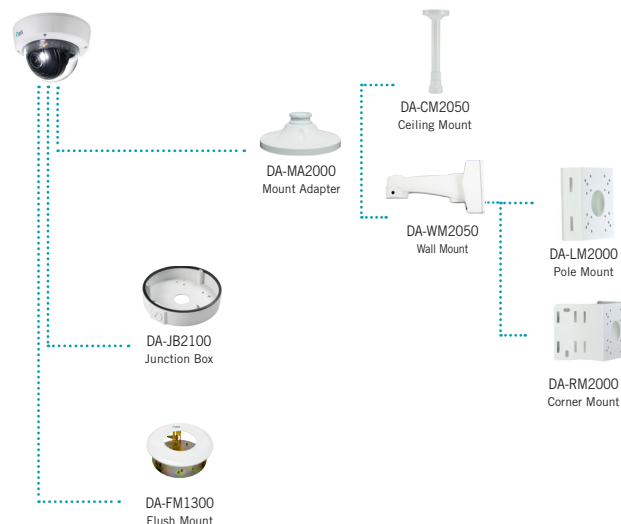 DA-CM2050
Ceiling Mount
DA-MA2000
Mount Adapter
DA-WM2050
Wall Mount
DA-LM2000
Pole Mount
DA-JB2100
Junction Box
DA-RM2000
Corner Mount
DA-FM1300
Flush Mount